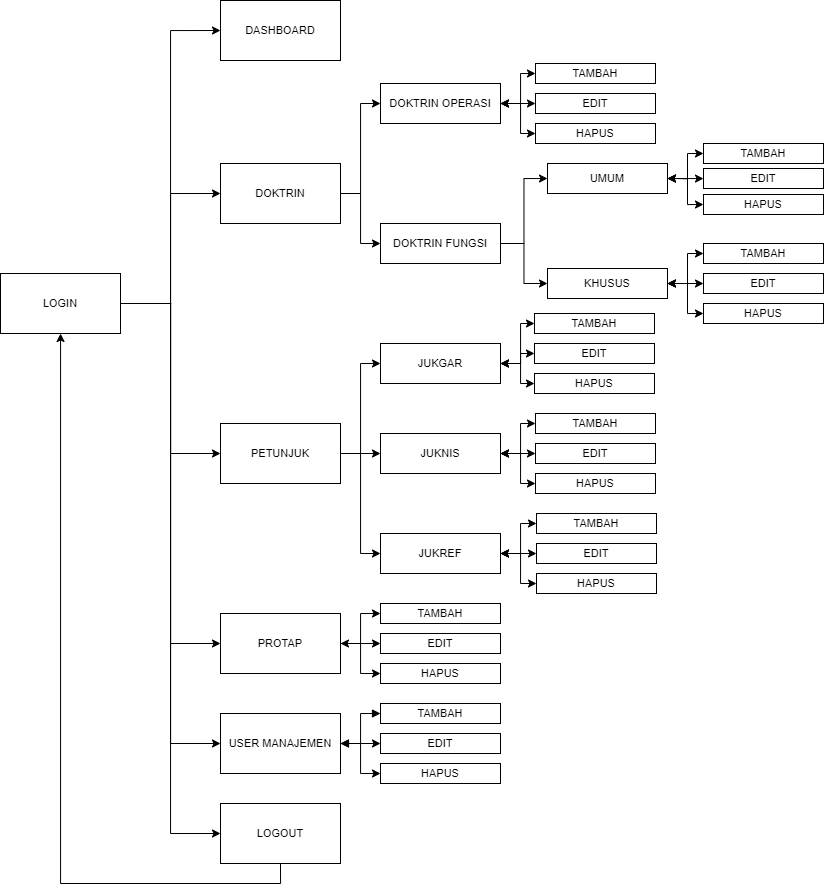 DASHBOARD
DOKTRIN
DOKTRIN OPERASI
TAMBAH
EDIT
HAPUS
DOKTRIN FUNGSI
UMUM
TAMBAH
EDIT
HAPUS
KHUSUS
TAMBAH
EDIT
HAPUS
LOGIN
PETUNJUK
JUKGAR
TAMBAH
EDIT
HAPUS
JUKNIS
TAMBAH
EDIT
HAPUS
JUKREF
TAMBAH
EDIT
HAPUS
PROTAP
TAMBAH
EDIT
HAPUS
USER MANAJEMEN
TAMBAH
EDIT
HAPUS
LOGOUT